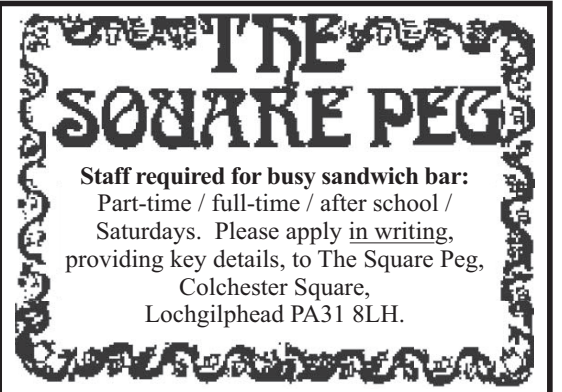 THE
SQUARE PEG
Staff required for busy sandwich bar:
Part-time / full-time / after school /
Saturdays. Please apply in writing,
providing key details, to The Square Peg,
Colchester Square,
Lochgilphead PA31 8LH.